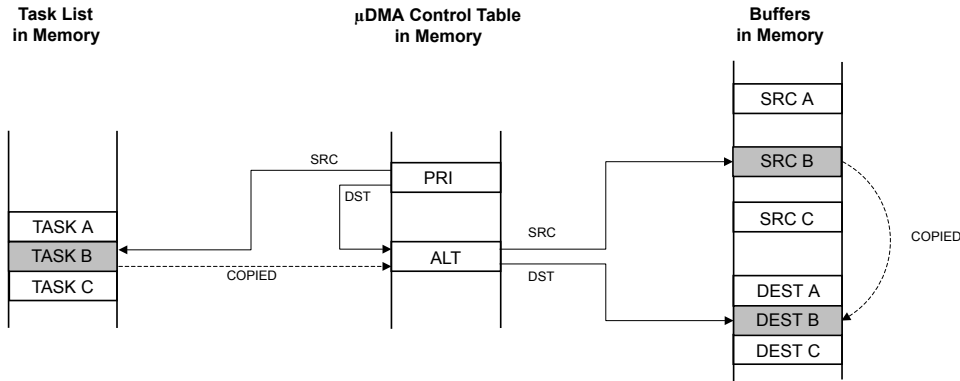 Task List
in Memory
µDMA Control Table
in Memory
Buffers
in Memory
SRC A
SRC
PRI
SRC B
DST
TASK A
SRC C
TASK B
ALT
SRC
COPIED
TASK C
COPIED
DST
DEST A
DEST B
DEST C